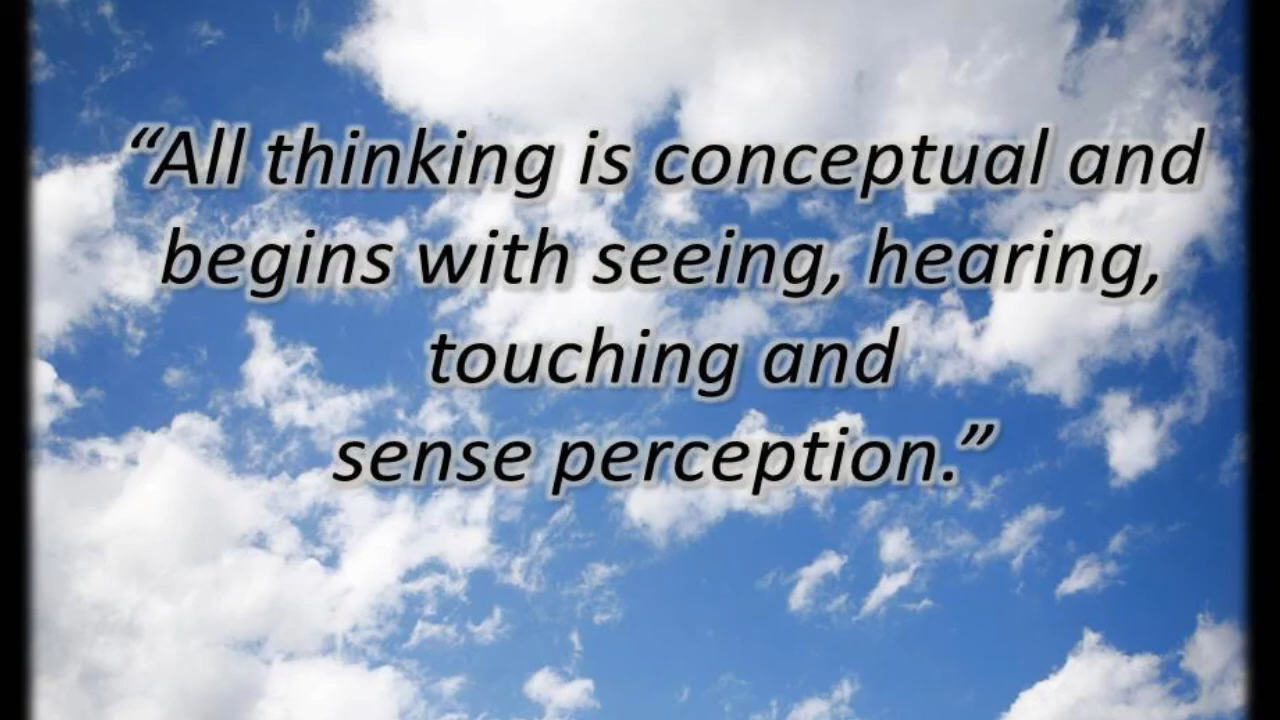 “All thinking is conceptual and
begins with seeing, hearing,
touching and
sense perception.”